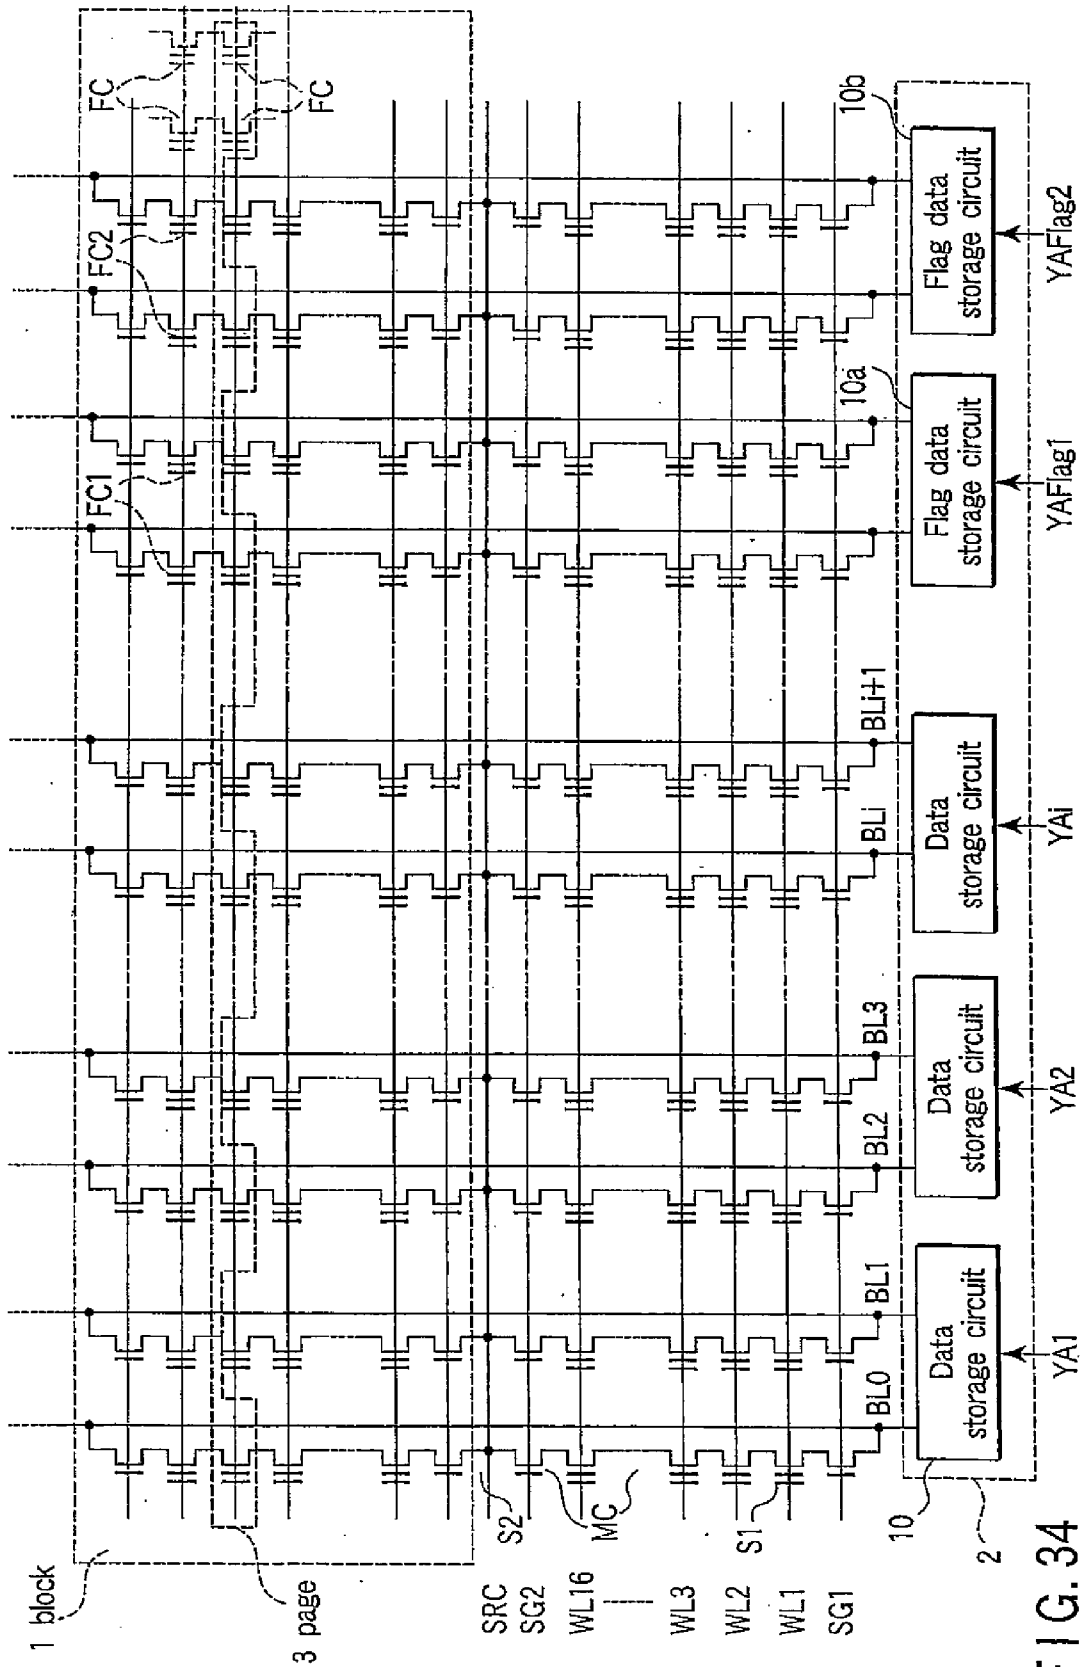 1 block
3 page
FC1
FC2
FC
FC
SRC
SG2
WL16
WL3
WL2
WL1
SG1
S2
MC
S1
BL0
BL1
BL2
BL3
BLi
BLi+1
10
10a
10b
2
Data
storage circuit
Data
storage circuit
Data
storage circuit
Flag data
storage circuit
Flag data
storage circuit
YA1
YA2
YAi
YAFlag1
YAFlag2
FIG. 34